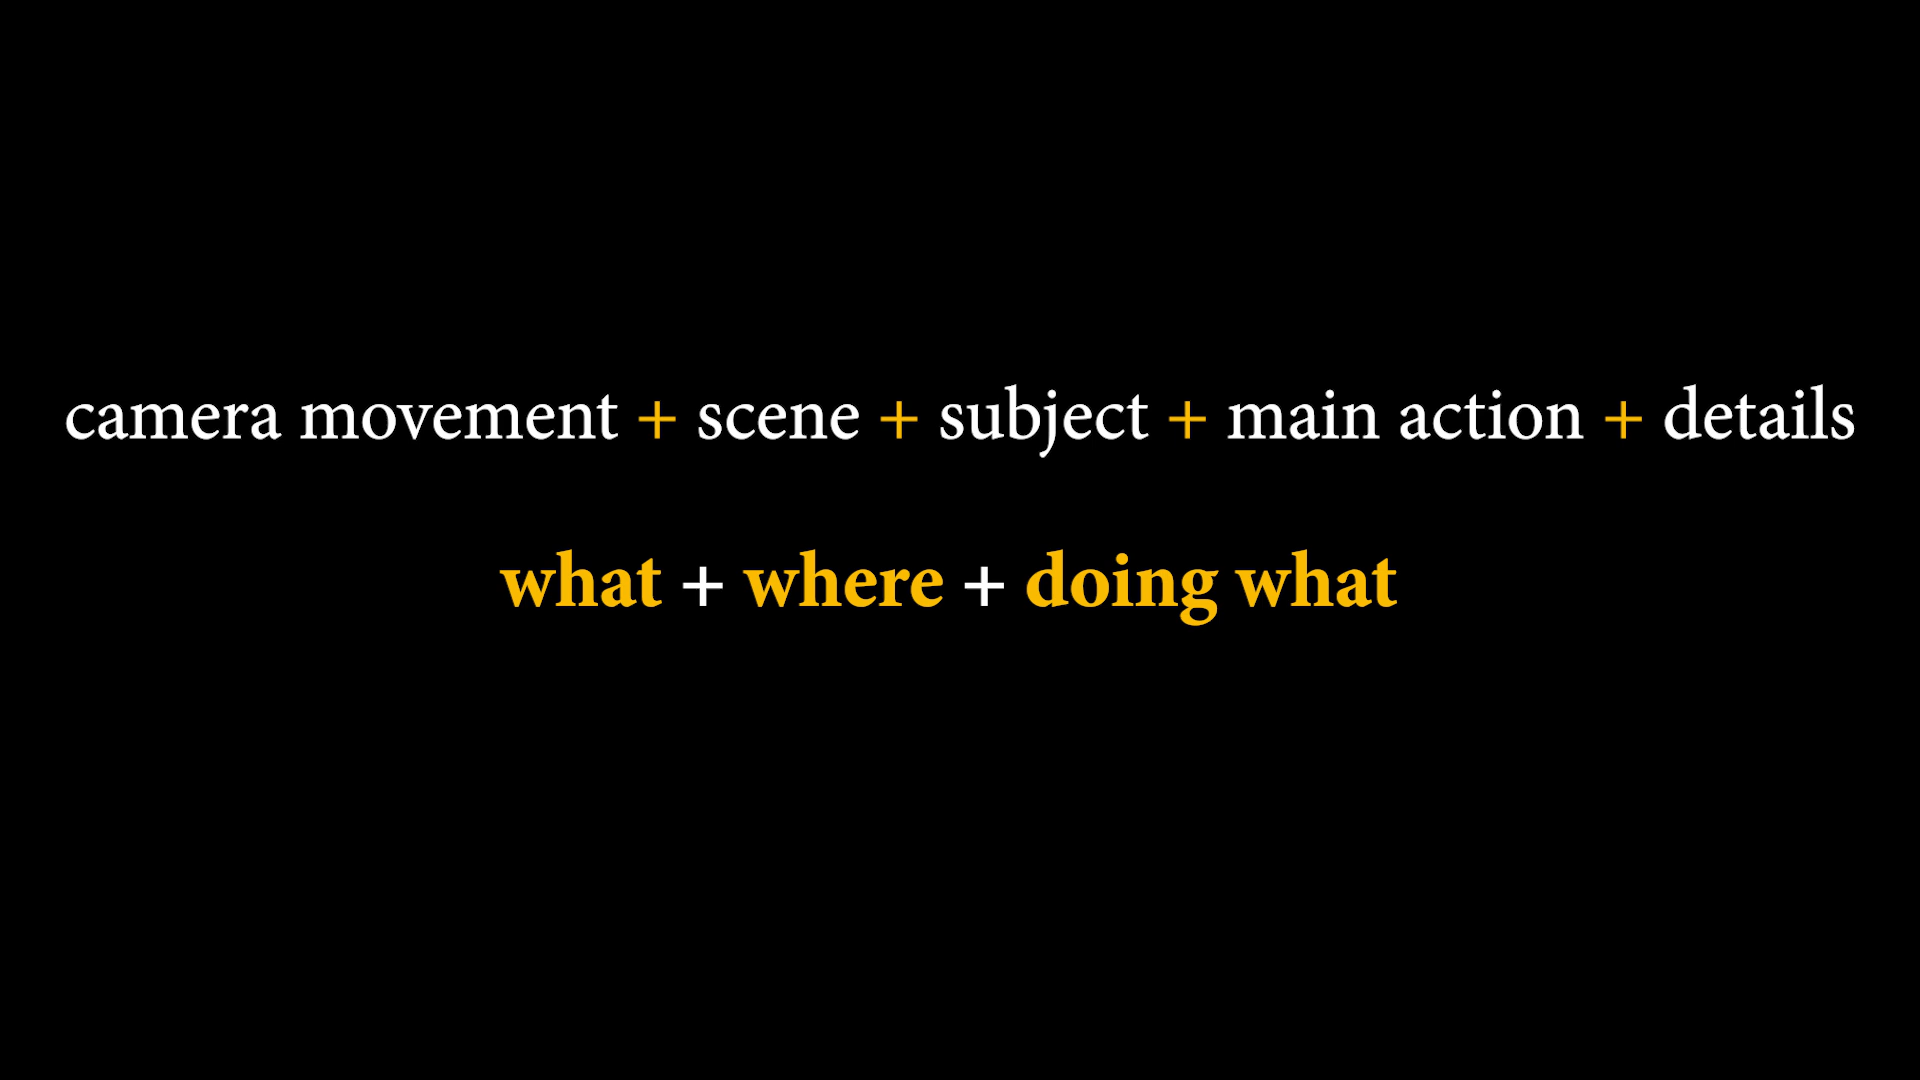 camera movement + scene + subject + main action + details
what + where + doing what